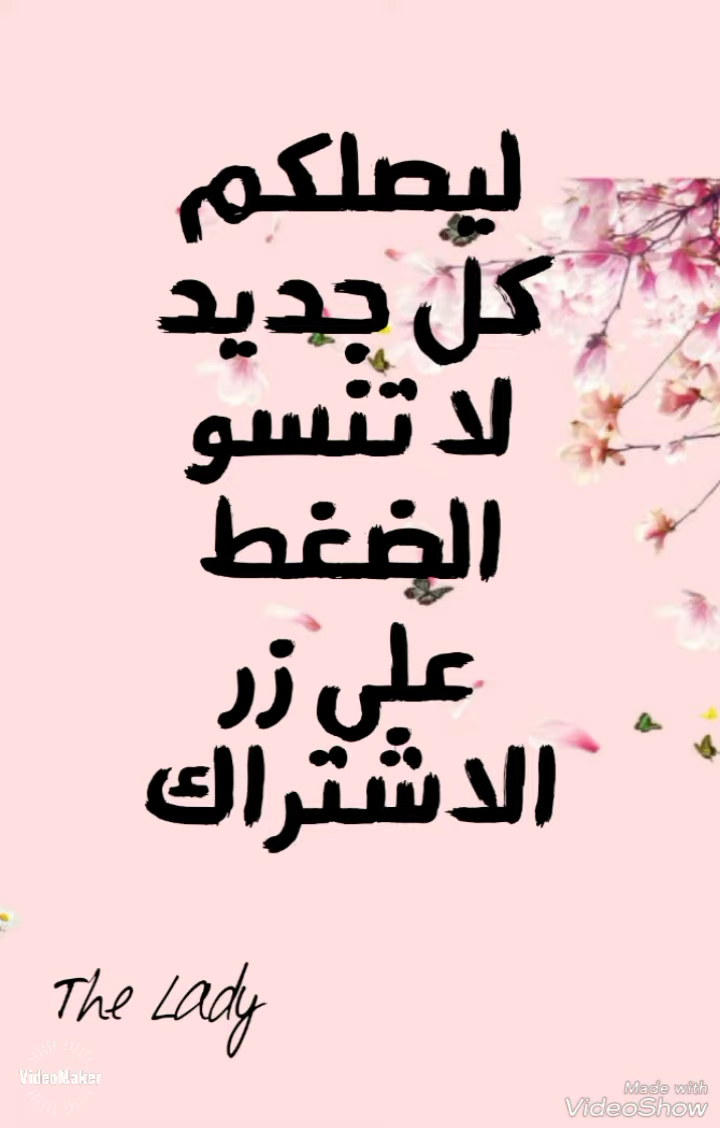 ليصلكم
كل جديد
لا تنسو
الضغط
على زر
الاشتراك
The Lady
VideoMaker
Made with
VideoShow